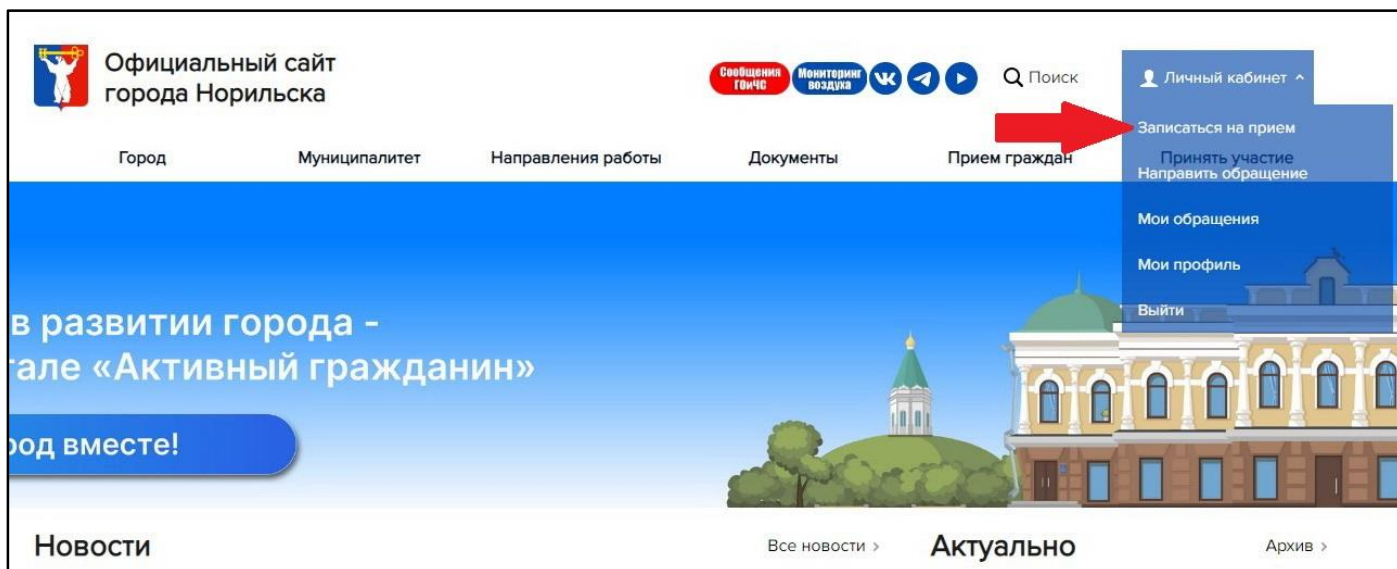 Официальный сайт
города Норильска
Сообщения
ГОиЧС
Мониторинг
воздуха
Поиск
Личный кабинет
Записаться на прием
Город
Муниципалитет
Направления работы
Документы
Прием граждан
Принять участие
Направить обращение
Мои обращения
Мои профиль
Выйти
в развитии города -
тале «Активный гражданин»
род вместе!
Новости
Все новости >
Актуально
Архив >